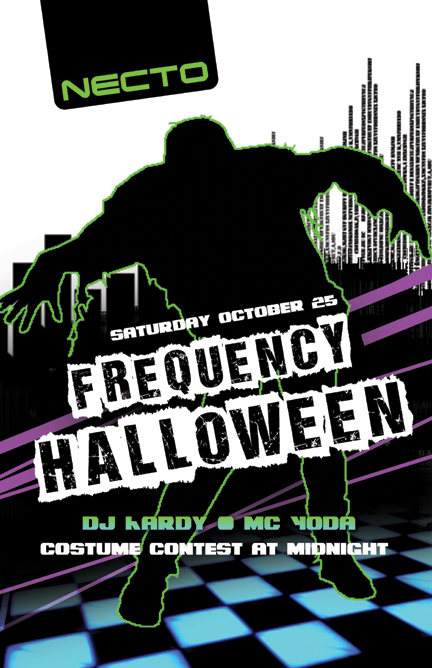 NECTO
SATURDAY OCTOBER 25
FREQUENCY
HALLOWEEN
DJ HARDY @ MC YODA
COSTUME CONTEST AT MIDNIGHT